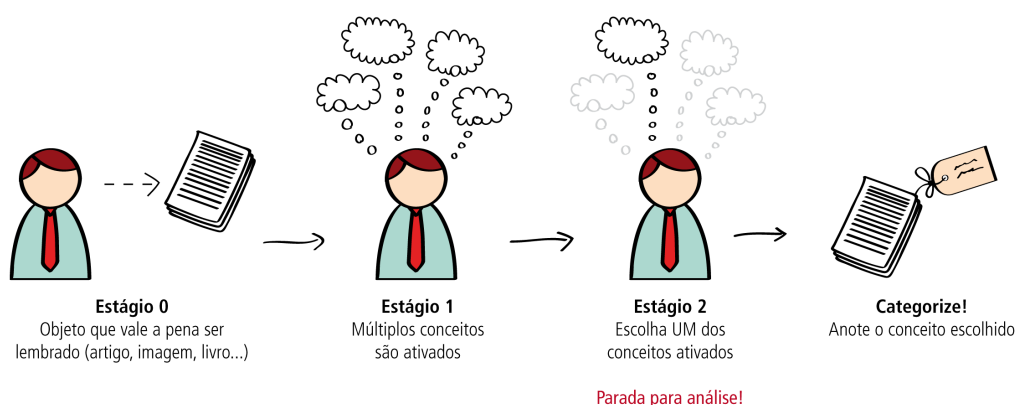 Estágio 0
Objeto que vale a pena ser
lembrado (artigo, imagem, livro...)
Estágio 1
Múltiplos conceitos
são ativados
Estágio 2
Escolha UM dos
conceitos ativados
Parada para análise!
Categorize!
Anote o conceito escolhido